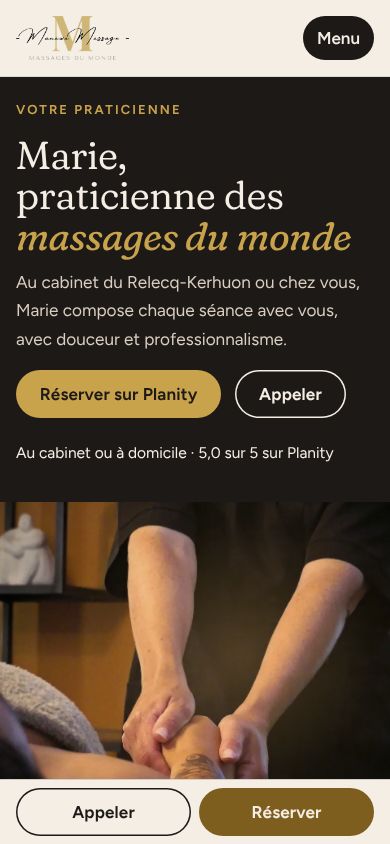 Manava Massage
M
MASSAGES DU MONDE
Menu
VOTRE PRATICIENNE
Marie,
praticienne des
massages du monde
Au cabinet du Relecq-Kerhuon ou chez vous,
Marie compose chaque séance avec vous,
avec douceur et professionnalisme.
Réserver sur Planity
Appeler
Au cabinet ou à domicile · 5,0 sur 5 sur Planity
Appeler
Réserver